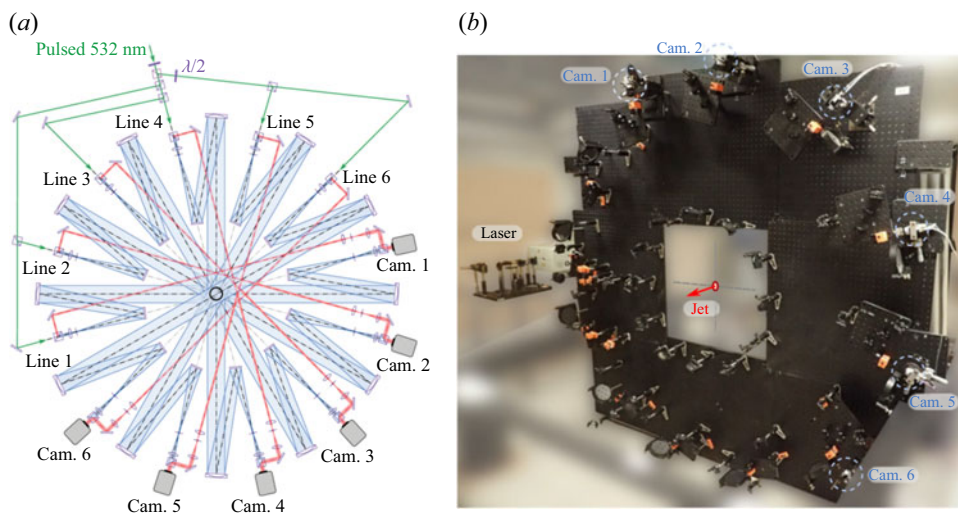 (a)
Pulsed 532 nm
λ/2
Line 4
Line 5
Line 3
Line 6
Line 2
Cam. 1
Line 1
Cam. 2
Cam. 6
Cam. 3
Cam. 5
Cam. 4
(b)
Cam. 2
Cam. 1
Cam. 3
Cam. 4
Laser
Jet
Cam. 5
Cam. 6